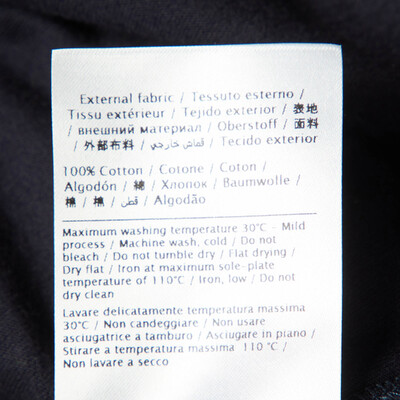 External fabric / Tessuto esterno /
Tissu extérieur / Tejido exterior / 表地
/ внешний материал / Oberstoff / 面料
/ 外部布料 / قماش خارجي / Tecido exterior
100% Cotton / Cotone / Coton /
Algodón / 綿 / Хлопок / Baumwolle /
棉 / 棉 / قطن / Algodão
Maximum washing temperature 30°C - Mild
process / Machine wash, cold / Do not
bleach / Do not tumble dry / Flat drying /
Dry flat / Iron at maximum sole-plate
temperature of 110°C / Iron, low / Do not
dry clean
Lavare delicatamente temperatura massima
30°C / Non candeggiare / Non usare
asciugatrice a tamburo / Asciugare in piano /
Stirare a temperatura massima 110 °C /
Non lavare a secco